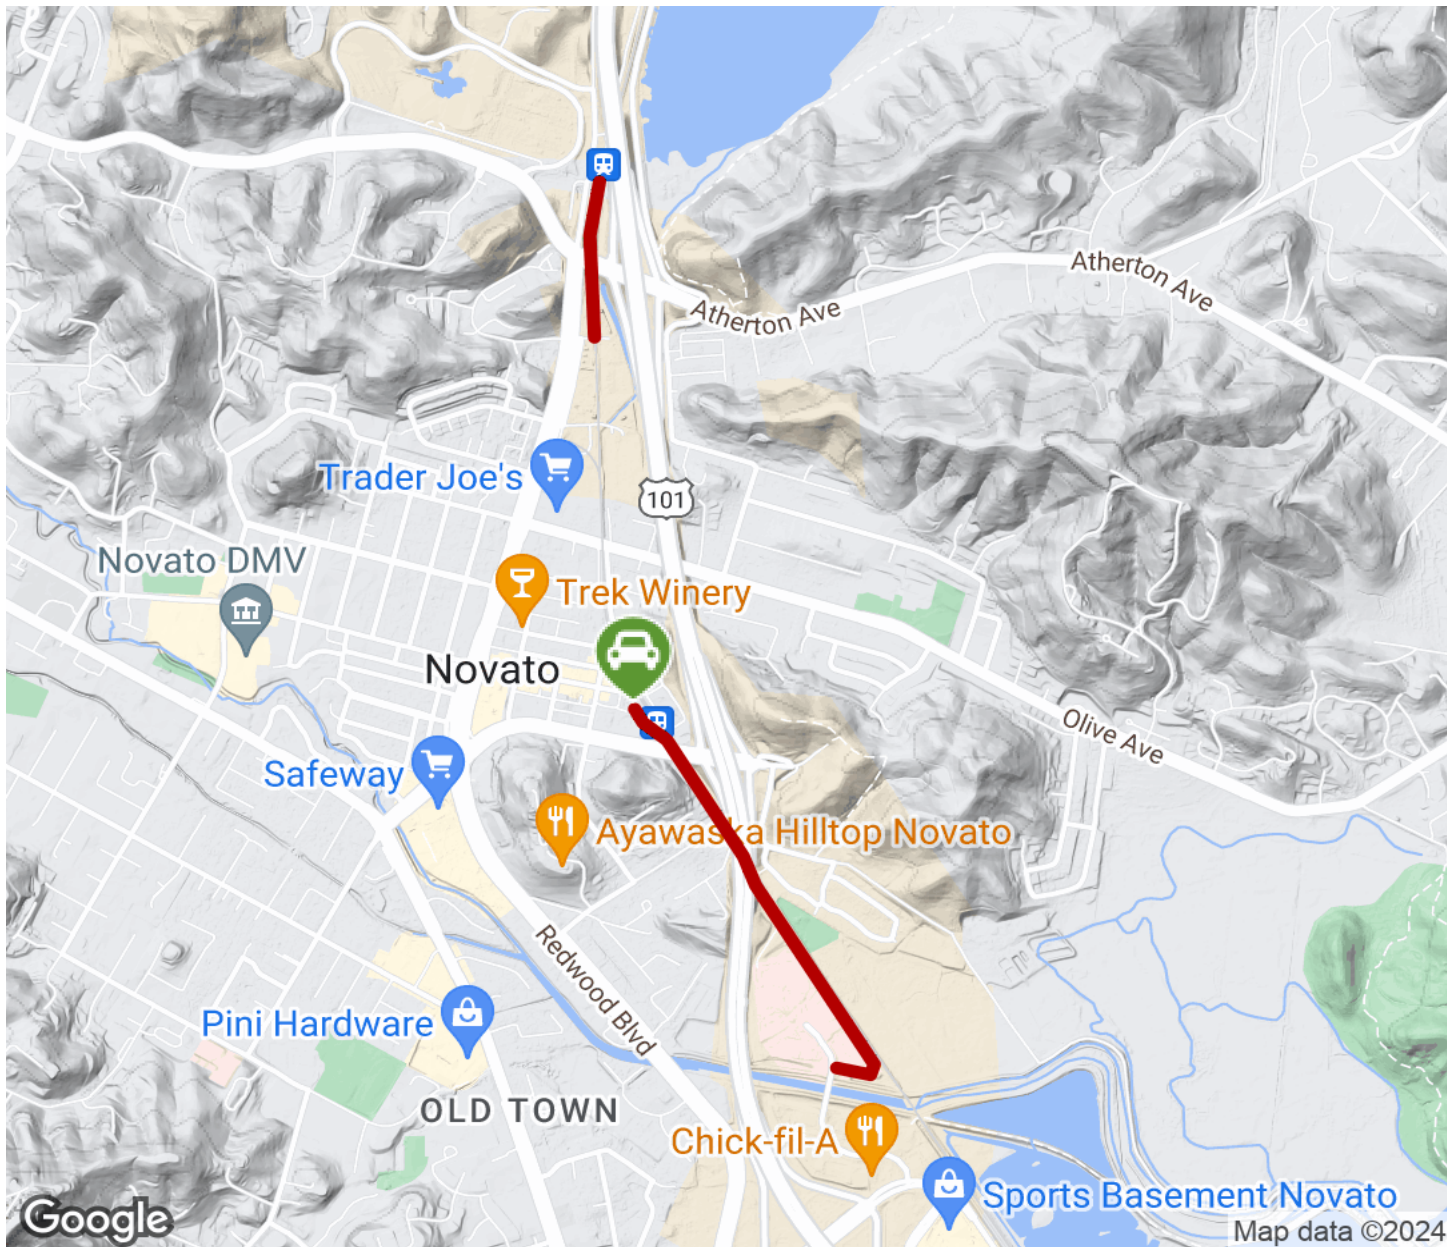 Atherton Ave
Atherton Ave
Trader Joe's
101
Novato DMV
Trek Winery
Novato
Olive Ave
Safeway
Ayawaska Hilltop Novato
Redwood Blvd
Pini Hardware
OLD TOWN
Chick-fil-A
Sports Basement Novato
Google
Map data ©2024